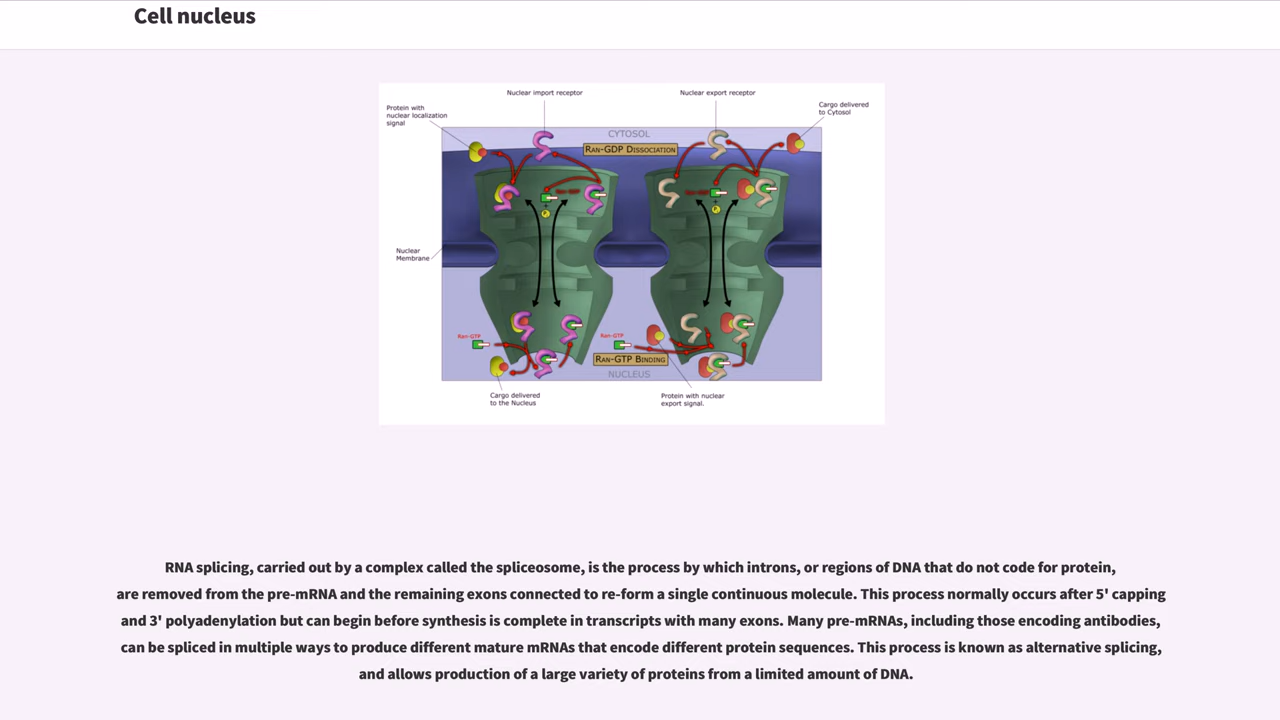 Cell nucleus
Nuclear import receptor
Nuclear export receptor
Protein with
nuclear localization
signal
Cargo delivered
to Cytosol
CYTOSOL
RAN-GDP DISSOCIATION
Ran-GDP
Ran-GDP
+
+
P
P
Nuclear
Membrane
Ran-GTP
Ran-GTP
RAN-GTP BINDING
NUCLEUS
Cargo delivered
to the Nucleus
Protein with nuclear
export signal.
RNA splicing, carried out by a complex called the spliceosome, is the process by which introns, or regions of DNA that do not code for protein,
are removed from the pre-mRNA and the remaining exons connected to re-form a single continuous molecule. This process normally occurs after 5' capping
and 3' polyadenylation but can begin before synthesis is complete in transcripts with many exons. Many pre-mRNAs, including those encoding antibodies,
can be spliced in multiple ways to produce different mature mRNAs that encode different protein sequences. This process is known as alternative splicing,
and allows production of a large variety of proteins from a limited amount of DNA.